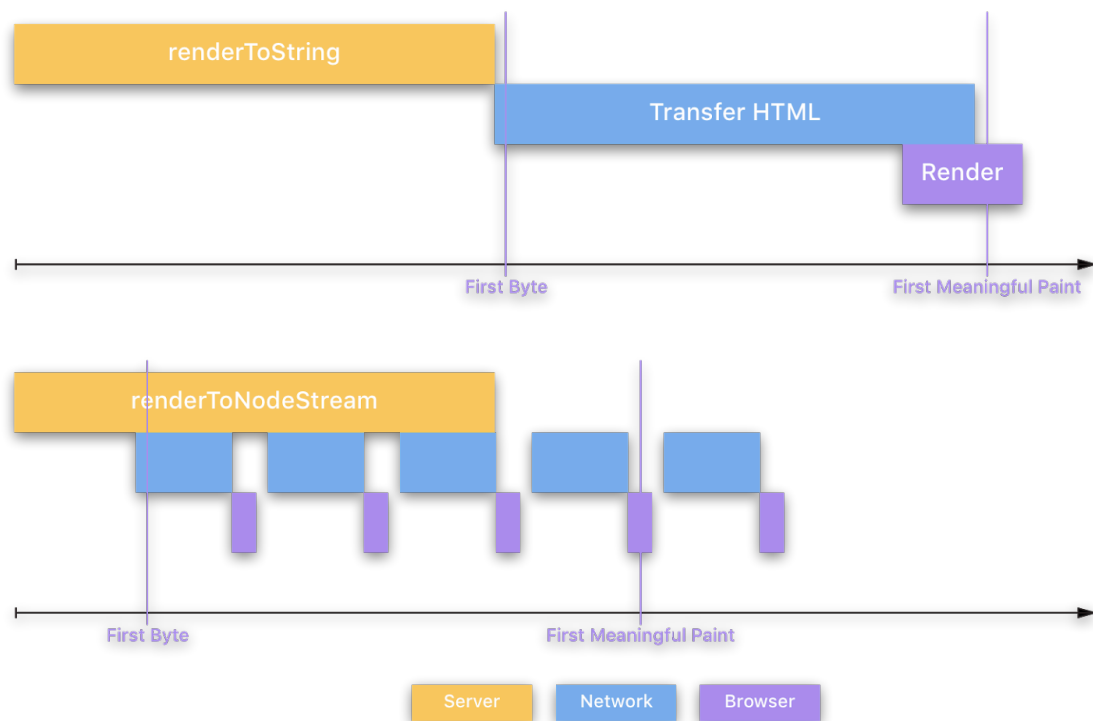 renderToString
Transfer HTML
Render
First Byte
First Meaningful Paint
renderToNodeStream
First Byte
First Meaningful Paint
Server
Network
Browser